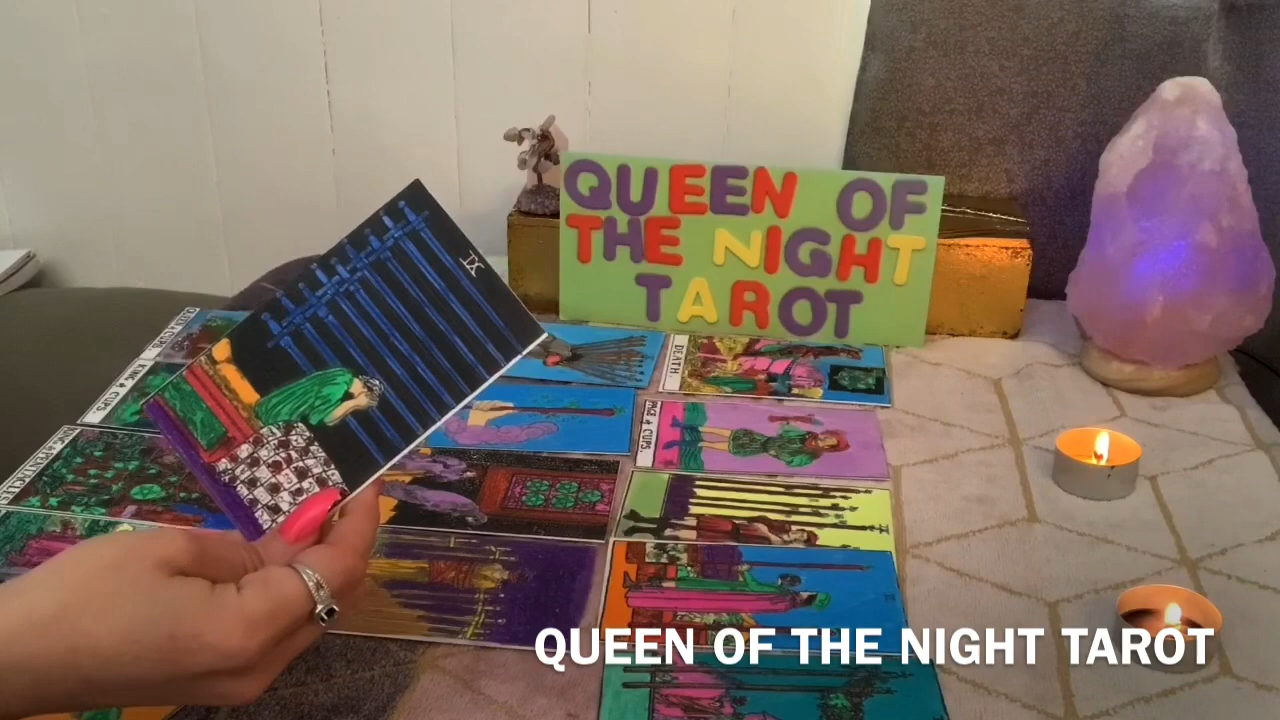 QUEEN OF
THE NIGHT
TAROT
IX
DEATH
PAGE of CUPS.
KING of CUPS.
QUEEN OF THE NIGHT TAROT